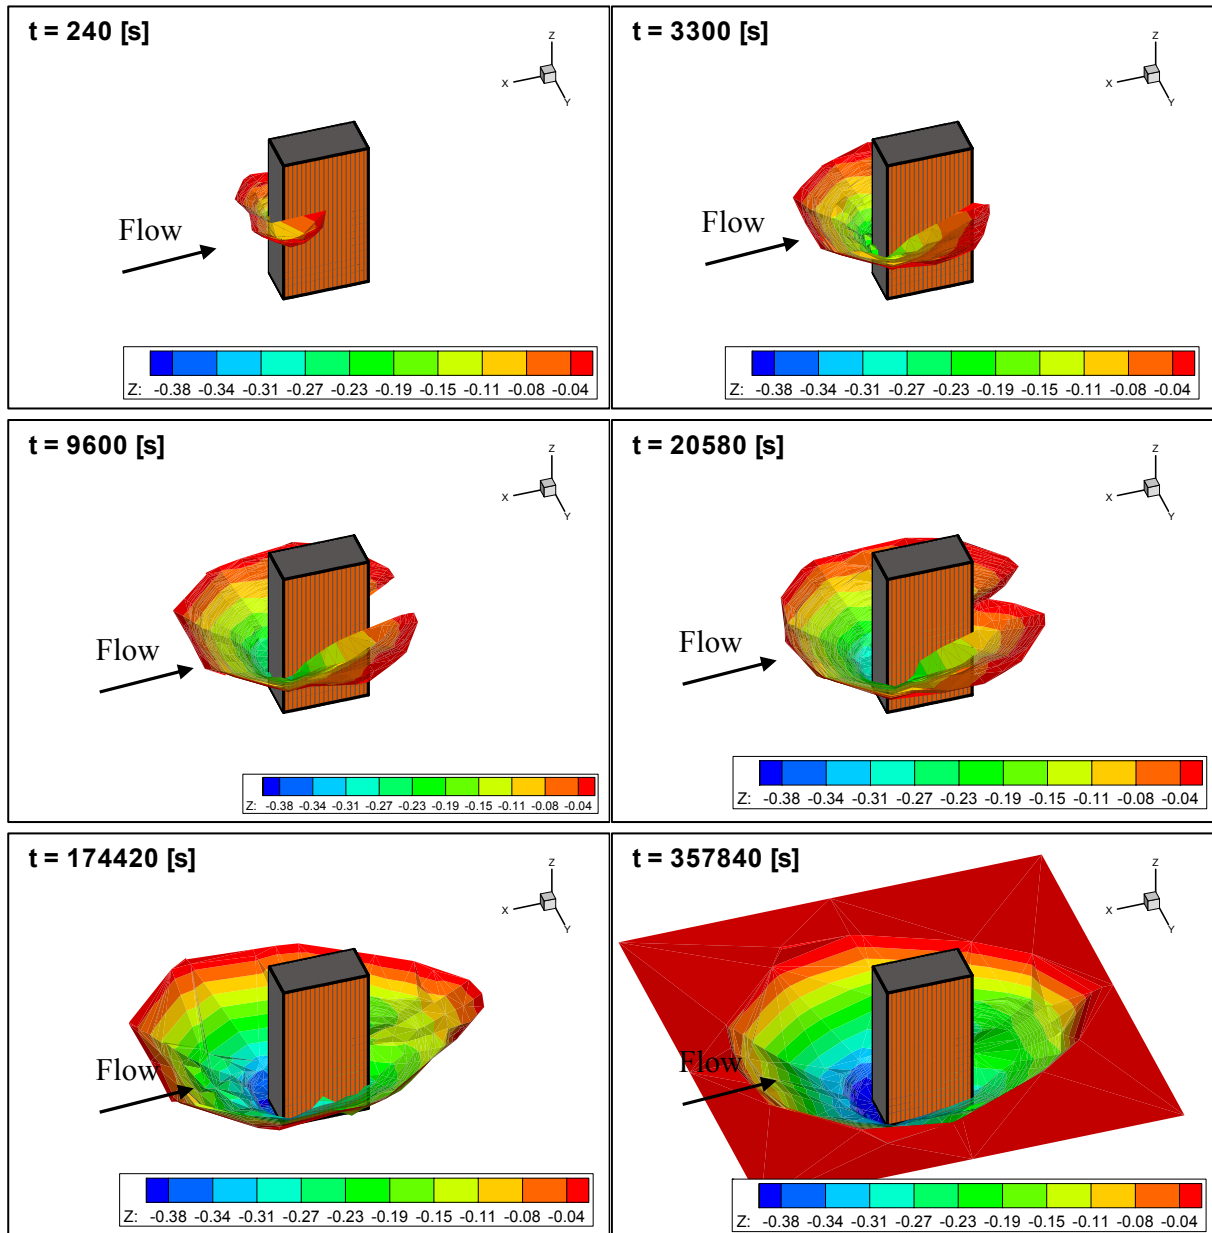 t = 240 [s]
Z
X
Y
Flow
Z: -0.38 -0.34 -0.31 -0.27 -0.23 -0.19 -0.15 -0.11 -0.08 -0.04
t = 3300 [s]
Z
X
Y
Flow
Z: -0.38 -0.34 -0.31 -0.27 -0.23 -0.19 -0.15 -0.11 -0.08 -0.04
t = 9600 [s]
Z
X
Y
Flow
Z: -0.38 -0.34 -0.31 -0.27 -0.23 -0.19 -0.15 -0.11 -0.08 -0.04
t = 20580 [s]
Z
X
Y
Flow
Z: -0.38 -0.34 -0.31 -0.27 -0.23 -0.19 -0.15 -0.11 -0.08 -0.04
t = 174420 [s]
Z
X
Y
Flow
Z: -0.38 -0.34 -0.31 -0.27 -0.23 -0.19 -0.15 -0.11 -0.08 -0.04
t = 357840 [s]
Z
X
Y
Flow
Z: -0.38 -0.34 -0.31 -0.27 -0.23 -0.19 -0.15 -0.11 -0.08 -0.04